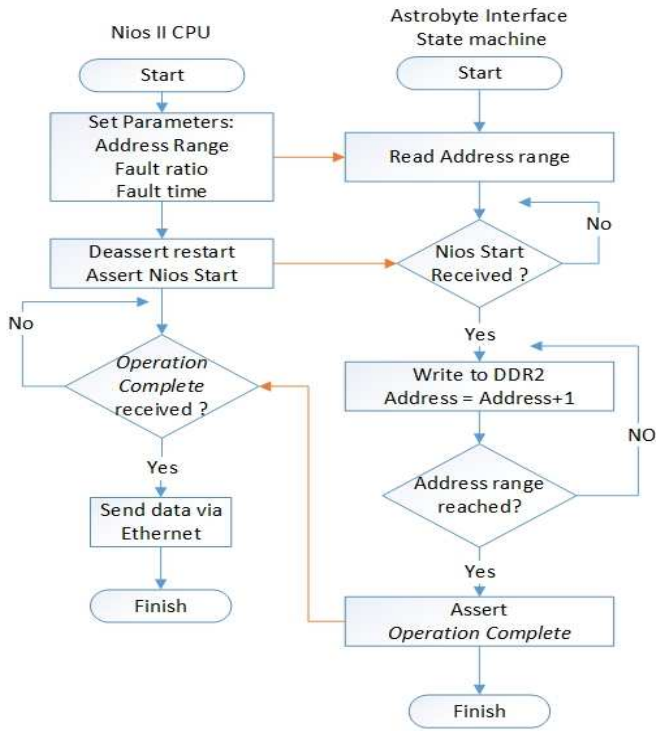 Nios II CPU
Start
Set Parameters:
Address Range
Fault ratio
Fault time
Deassert restart
Assert Nios Start
No
Operation
Complete
received ?
Yes
Send data via
Ethernet
Finish
Astrobyte Interface
State machine
Start
Read Address range
No
Nios Start
Received ?
Yes
Write to DDR2
Address = Address+1
NO
Address range
reached?
Yes
Assert
Operation Complete
Finish